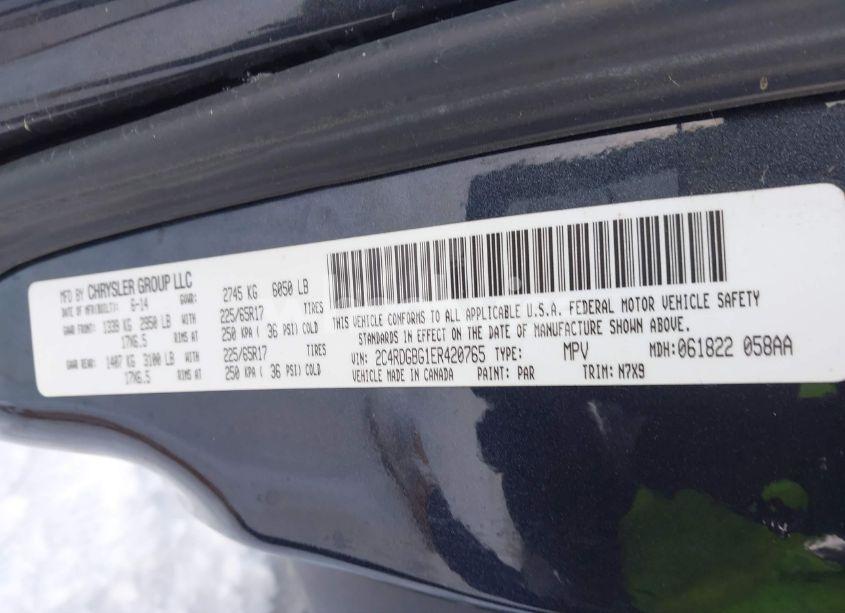 MFD BY CHRYSLER GROUP LLC
DATE OF MFR(BUILT): 6-14 GVWR: 2745 KG 6050 LB
GAWR FRONT: 1339 KG 2950 LB 225/65R17 TIRES
17X6.5 RIMS AT 250 KPA ( 36 PSI) COLD
GAWR REAR: 1407 KG 3100 LB 225/65R17 TIRES
17X6.5 RIMS AT 250 KPA ( 36 PSI) COLD
THIS VEHICLE CONFORMS TO ALL APPLICABLE U.S.A. FEDERAL MOTOR VEHICLE SAFETY
STANDARDS IN EFFECT ON THE DATE OF MANUFACTURE SHOWN ABOVE.
VIN: 2C4RDGBG1ER420765 TYPE: MPV MDH:061822 058AA
VEHICLE MADE IN CANADA PAINT: PAR TRIM: N7X9